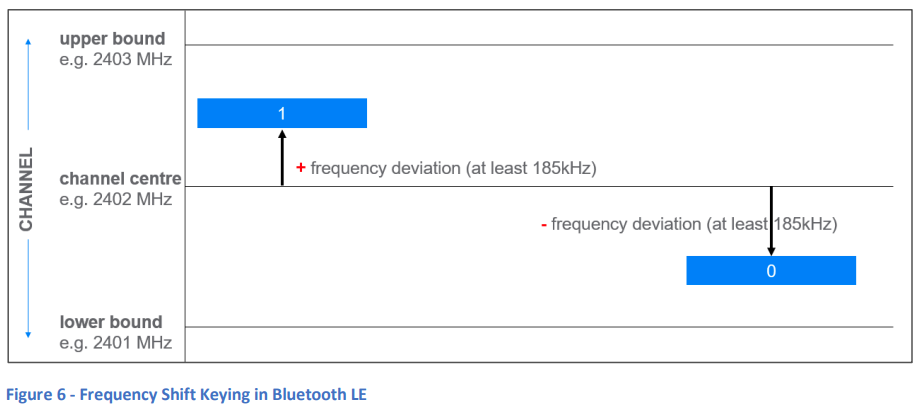 upper bound
e.g. 2403 MHz
1
+ frequency deviation (at least 185kHz)
CHANNEL
channel centre
e.g. 2402 MHz
- frequency deviation (at least 185kHz)
0
lower bound
e.g. 2401 MHz
Figure 6 - Frequency Shift Keying in Bluetooth LE